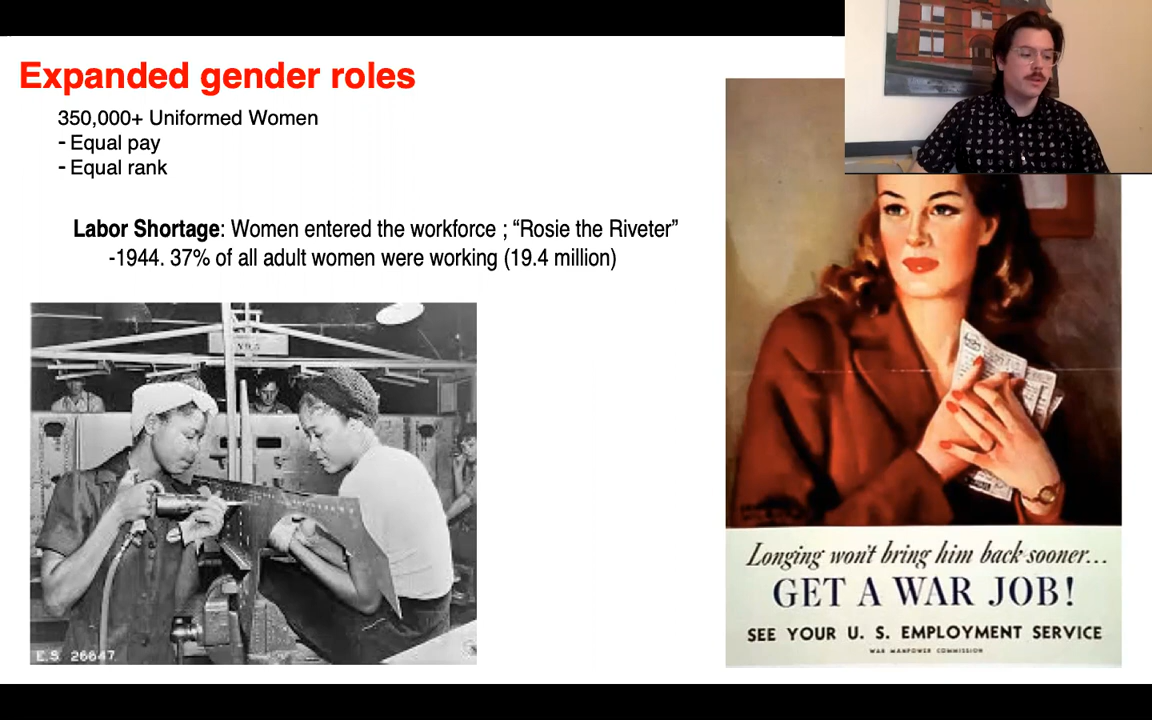 Expanded gender roles
350,000+ Uniformed Women
- Equal pay
- Equal rank
Labor Shortage: Women entered the workforce ; “Rosie the Riveter”
-1944. 37% of all adult women were working (19.4 million)
E.S. 26647
Longing won't bring him back sooner...
GET A WAR JOB!
SEE YOUR U. S. EMPLOYMENT SERVICE
WAR MANPOWER COMMISSION